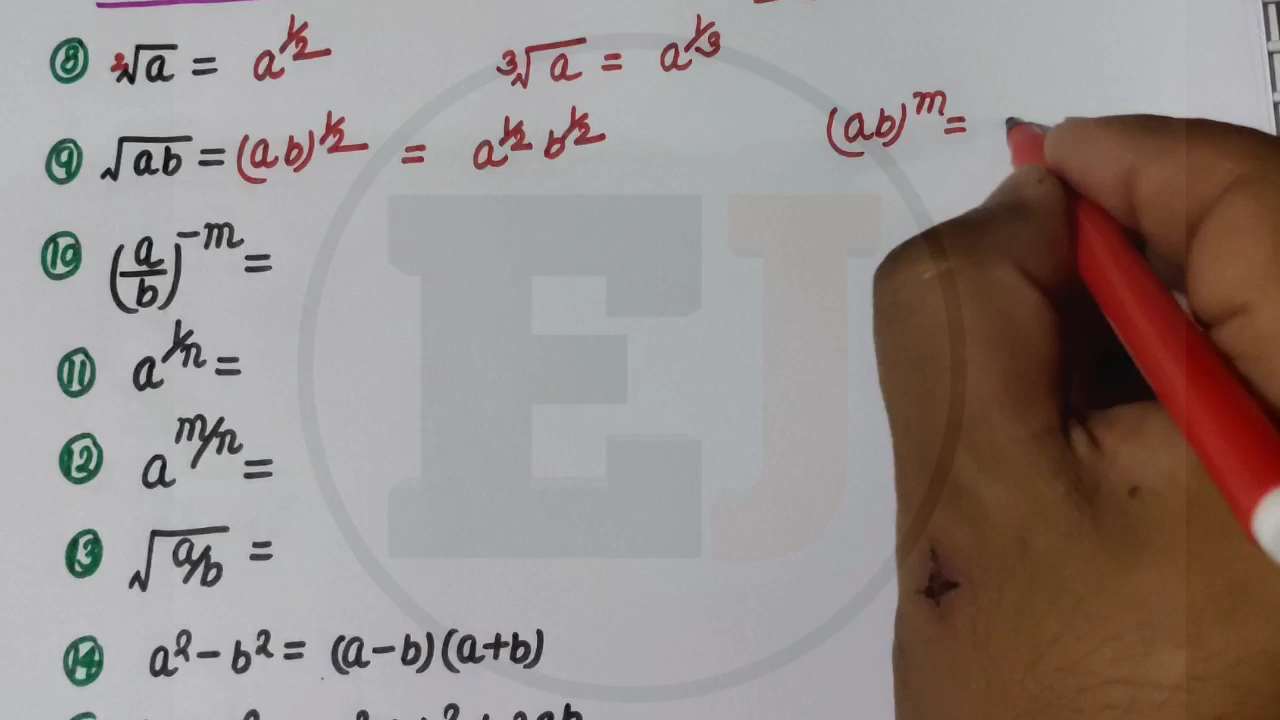 ⑧ ²√a = a^1/2 ³√a = a^1/3
⑨ √ab = (ab)^1/2 = a^1/2 b^1/2 (ab)^m =
⑩ (a/b)^-m =
⑪ a^1/n =
⑫ a^m/n =
⑬ √a/b =
⑭ a² - b² = (a-b)(a+b)
EJ